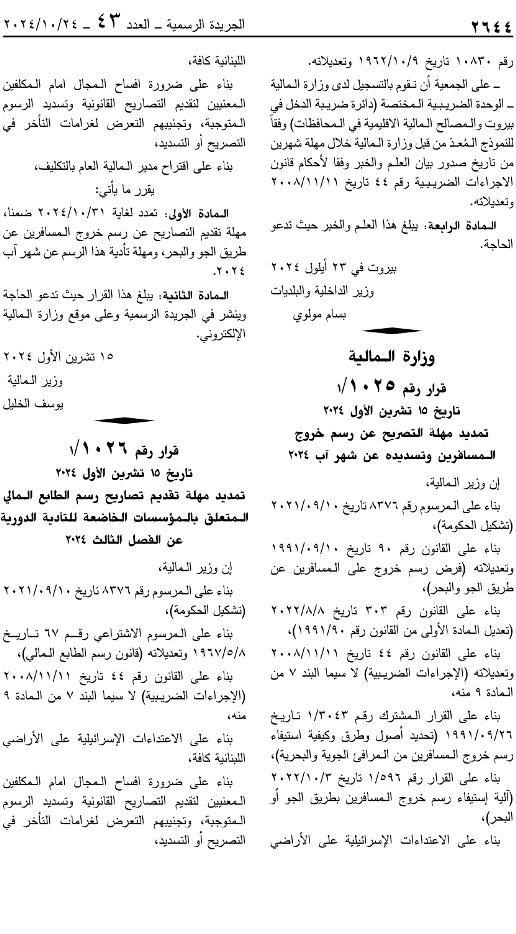 ٢٦٤٤
الجريدة الرسمية ــ العدد ٤٣ ــ ٢٠٢٤/١٠/٢٤
رقم ١٠٨٣٠ تاريخ ١٩٦٢/١٠/٩ وتعديلاته.
ــ على الجمعية أن تقوم بالتسجيل لدى وزارة المالية
ــ الوحدة الضريبية المختصة (دائرة ضريبة الدخل في
بيروت والمصالح المالية الاقليمية في المحافظات) وفقاً
للنموذج المُعدّ من قبل وزارة المالية خلال مهلة شهرين
من تاريخ صدور بيان العلم والخبر وفقا لأحكام قانون
الاجراءات الضريبية رقم ٤٤ تاريخ ٢٠٠٨/١١/١١
وتعديلاته.
المادة الرابعة: يبلغ هذا العلم والخبر حيث تدعو
الحاجة.
بيروت في ٢٣ أيلول ٢٠٢٤
وزير الداخلية والبلديات
بسام مولوي
وزارة المالية
قرار رقم ١/١٠٢٥
تاريخ ١٥ تشرين الأول ٢٠٢٤
تمديد مهلة التصريح عن رسم خروج
المسافرين وتسديده عن شهر آب ٢٠٢٤
إن وزير المالية،
بناء على المرسوم رقم ٨٣٧٦ تاريخ ٢٠٢١/٠٩/١٠
(تشكيل الحكومة)،
بناء على القانون رقم ٩٠ تاريخ ١٩٩١/٠٩/١٠
وتعديلاته (فرض رسم خروج على المسافرين عن
طريق الجو والبحر)،
بناء على القانون رقم ٣٠٣ تاريخ ٢٠٢٢/٨/٨
(تعديل المادة الأولى من القانون رقم ١٩٩١/٩٠)،
بناء على القانون رقم ٤٤ تاريخ ٢٠٠٨/١١/١١
وتعديلاته (الإجراءات الضريبية) لا سيما البند ٧ من
المادة ٩ منه،
بناء على القرار المشترك رقم ١/٣٠٤٣ تاريخ
١٩٩١/٠٩/٢٦ (تحديد أصول وطرق وكيفية استيفاء
رسم خروج المسافرين من المرافئ الجوية والبحرية)،
بناء على القرار رقم ١/٥٩٦ تاريخ ٢٠٢٢/١٠/٣
(آلية إستيفاء رسم خروج المسافرين بطريق الجو أو
البحر)،
بناء على الاعتداءات الإسرائيلية على الأراضي
اللبنانية كافة،
بناء على ضرورة افساح المجال امام المكلفين
المعنيين لتقديم التصاريح القانونية وتسديد الرسوم
المتوجبة، وتجنيبهم التعرض لغرامات التأخر في
التصريح أو التسديد،
بناء على اقتراح مدير المالية العام بالتكليف،
يقرر ما يأتي:
المادة الأولى: تمدد لغاية ٢٠٢٤/١٠/٣١ ضمنا،
مهلة تقديم التصاريح عن رسم خروج المسافرين عن
طريق الجو والبحر، ومهلة تأدية هذا الرسم عن شهر آب
٢٠٢٤.
المادة الثانية: يبلغ هذا القرار حيث تدعو الحاجة
وينشر في الجريدة الرسمية وعلى موقع وزارة المالية
الإلكتروني.
١٥ تشرين الأول ٢٠٢٤
وزير المالية
يوسف الخليل
قرار رقم ١/١٠٢٦
تاريخ ١٥ تشرين الأول ٢٠٢٤
تمديد مهلة تقديم تصاريح رسم الطابع المالي
المتعلق بالمؤسسات الخاضعة للتأدية الدورية
عن الفصل الثالث ٢٠٢٤
إن وزير المالية،
بناء على المرسوم رقم ٨٣٧٦ تاريخ ٢٠٢١/٠٩/١٠
(تشكيل الحكومة)،
بناء على المرسوم الاشتراعي رقم ٦٧ تاريخ
١٩٦٧/٥/٨ وتعديلاته (قانون رسم الطابع المالي)،
بناء على القانون رقم ٤٤ تاريخ ٢٠٠٨/١١/١١
(الإجراءات الضريبية) لا سيما البند ٧ من المادة ٩
منه،
بناء على الاعتداءات الإسرائيلية على الأراضي
اللبنانية كافة،
بناء على ضرورة افساح المجال امام المكلفين
المعنيين لتقديم التصاريح القانونية وتسديد الرسوم
المتوجبة، وتجنيبهم التعرض لغرامات التأخر في
التصريح أو التسديد،